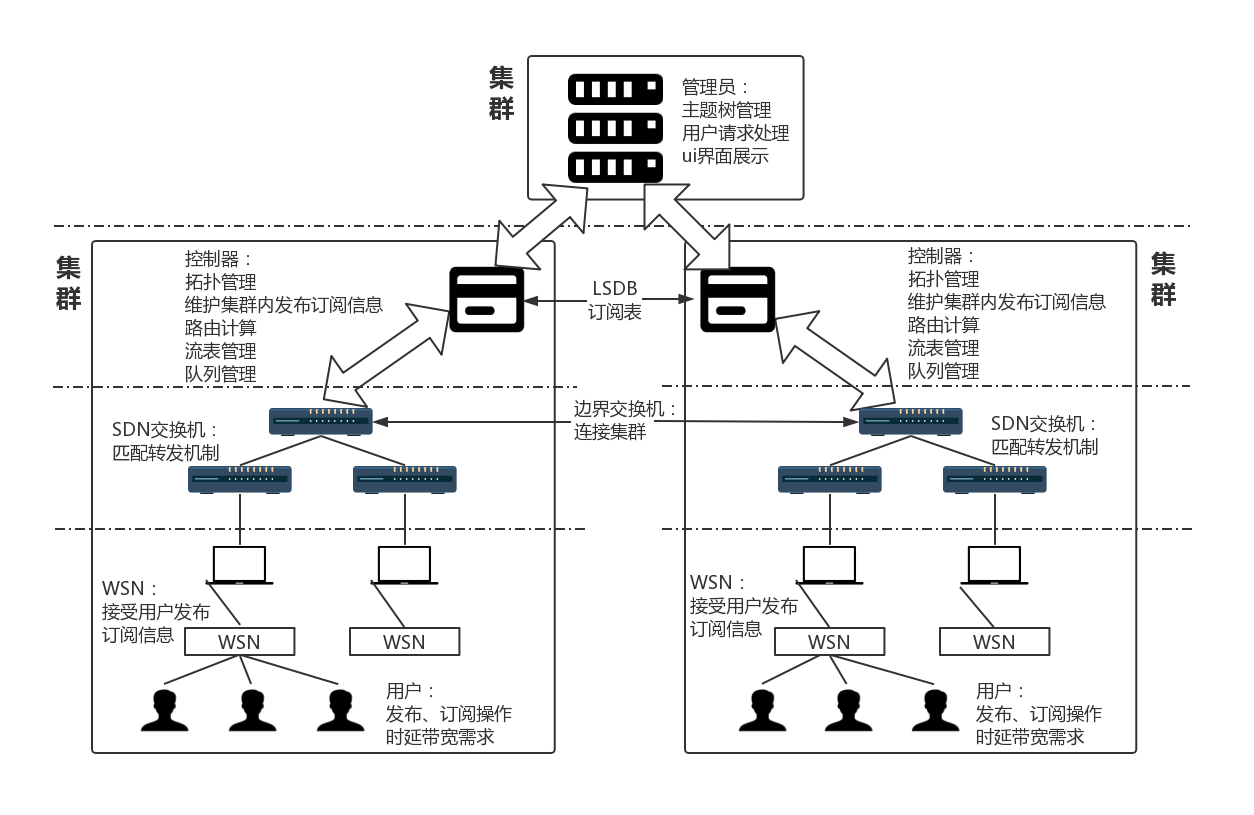 集
群
管理员：
主题树管理
用户请求处理
ui界面展示
集
群
控制器：
拓扑管理
维护集群内发布订阅信息
路由计算
流表管理
队列管理
LSDB
订阅表
控制器：
拓扑管理
维护集群内发布订阅信息
路由计算
流表管理
队列管理
集
群
SDN交换机：
匹配转发机制
边界交换机：
连接集群
SDN交换机：
匹配转发机制
WSN：
接受用户发布
订阅信息
WSN
WSN
用户：
发布、订阅操作
时延带宽需求
WSN：
接受用户发布
订阅信息
WSN
WSN
用户：
发布、订阅操作
时延带宽需求